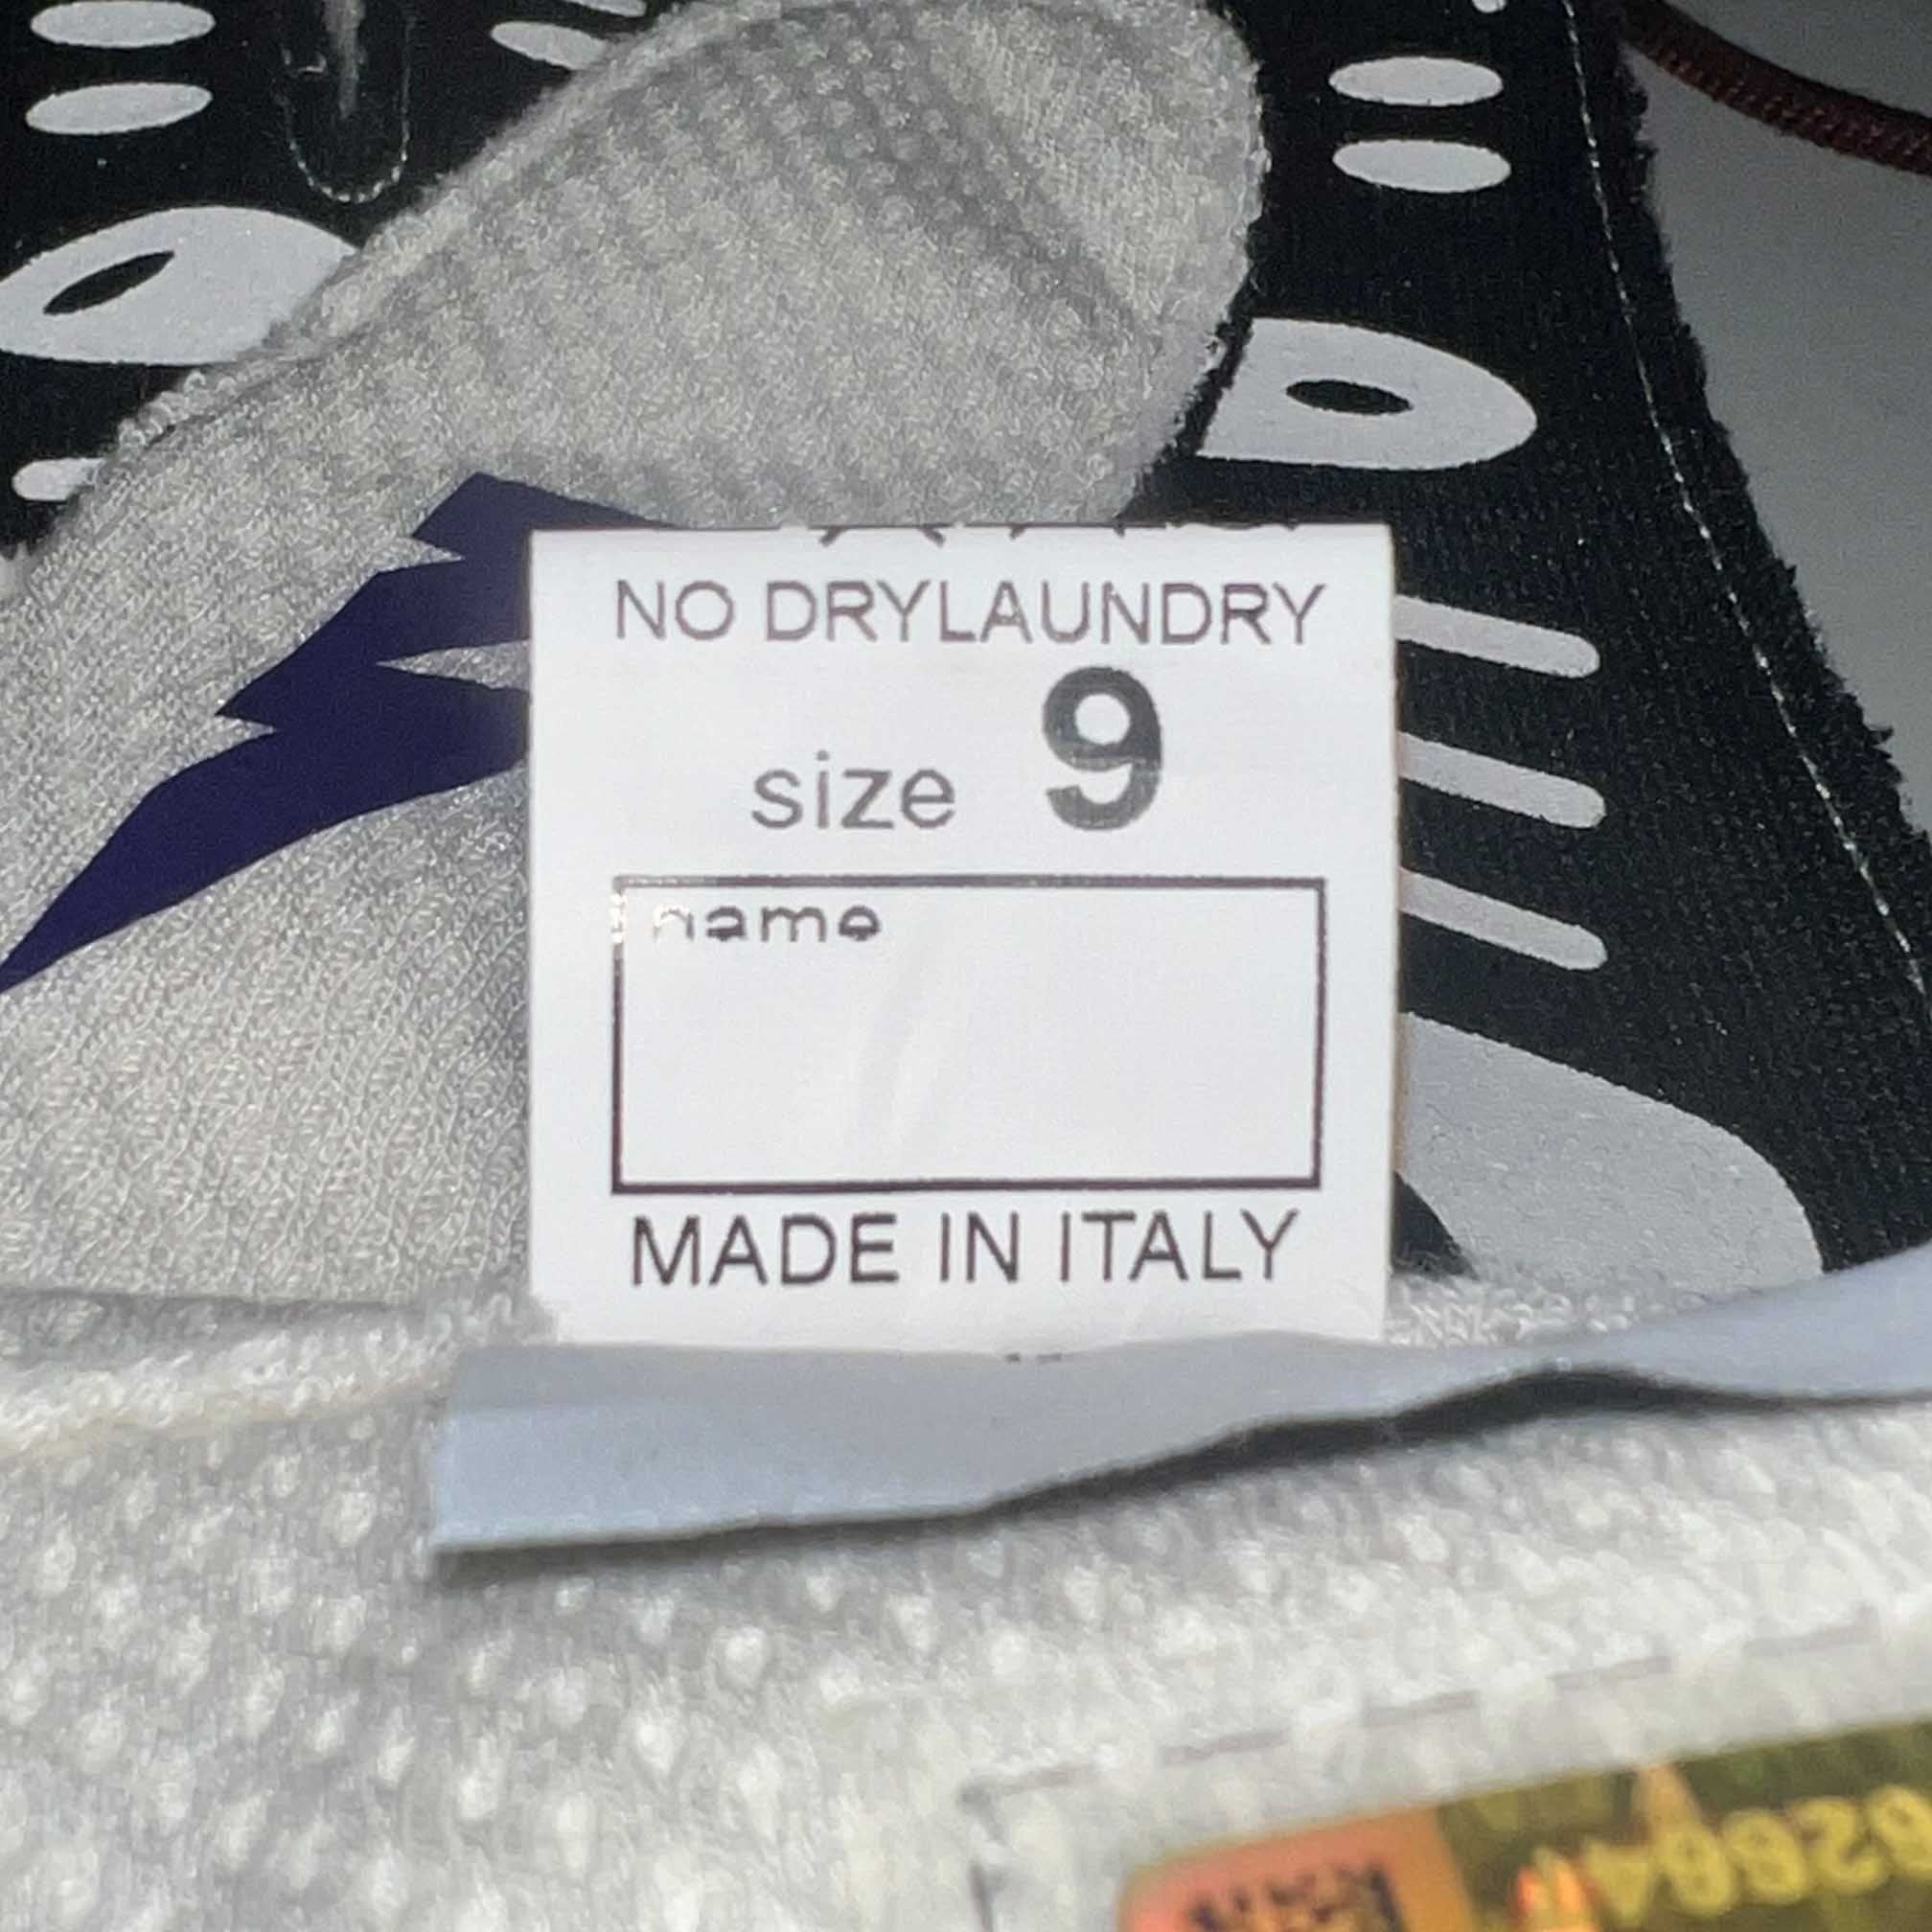 NO DRYLAUNDRY
size 9
name
MADE IN ITALY